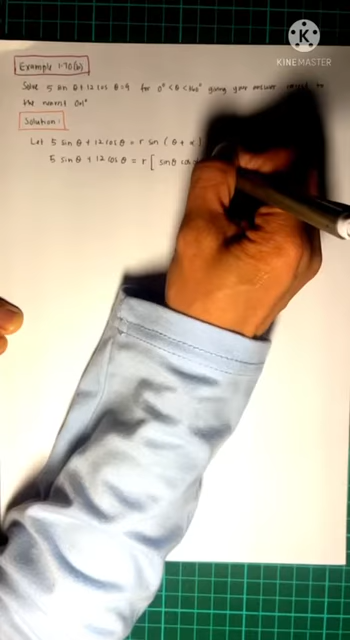 KINEMASTER
Example 1.70(b)
Solve 5 sin θ + 12 cos θ = 9 for 0° < θ < 360° giving your answer correct to
the nearest 0.1°
Solution:
Let 5 sin θ + 12 cos θ = r sin (θ + α)
5 sin θ + 12 cos θ = r [ sin θ cos